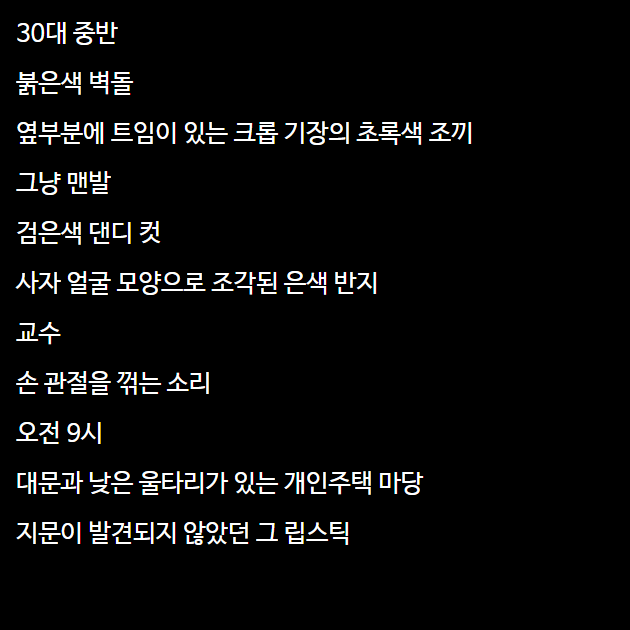 30대 중반
붉은색 벽돌
옆부분에 트임이 있는 크롭 기장의 초록색 조끼
그냥 맨발
검은색 댄디 컷
사자 얼굴 모양으로 조각된 은색 반지
교수
손 관절을 꺾는 소리
오전 9시
대문과 낮은 울타리가 있는 개인주택 마당
지문이 발견되지 않았던 그 립스틱